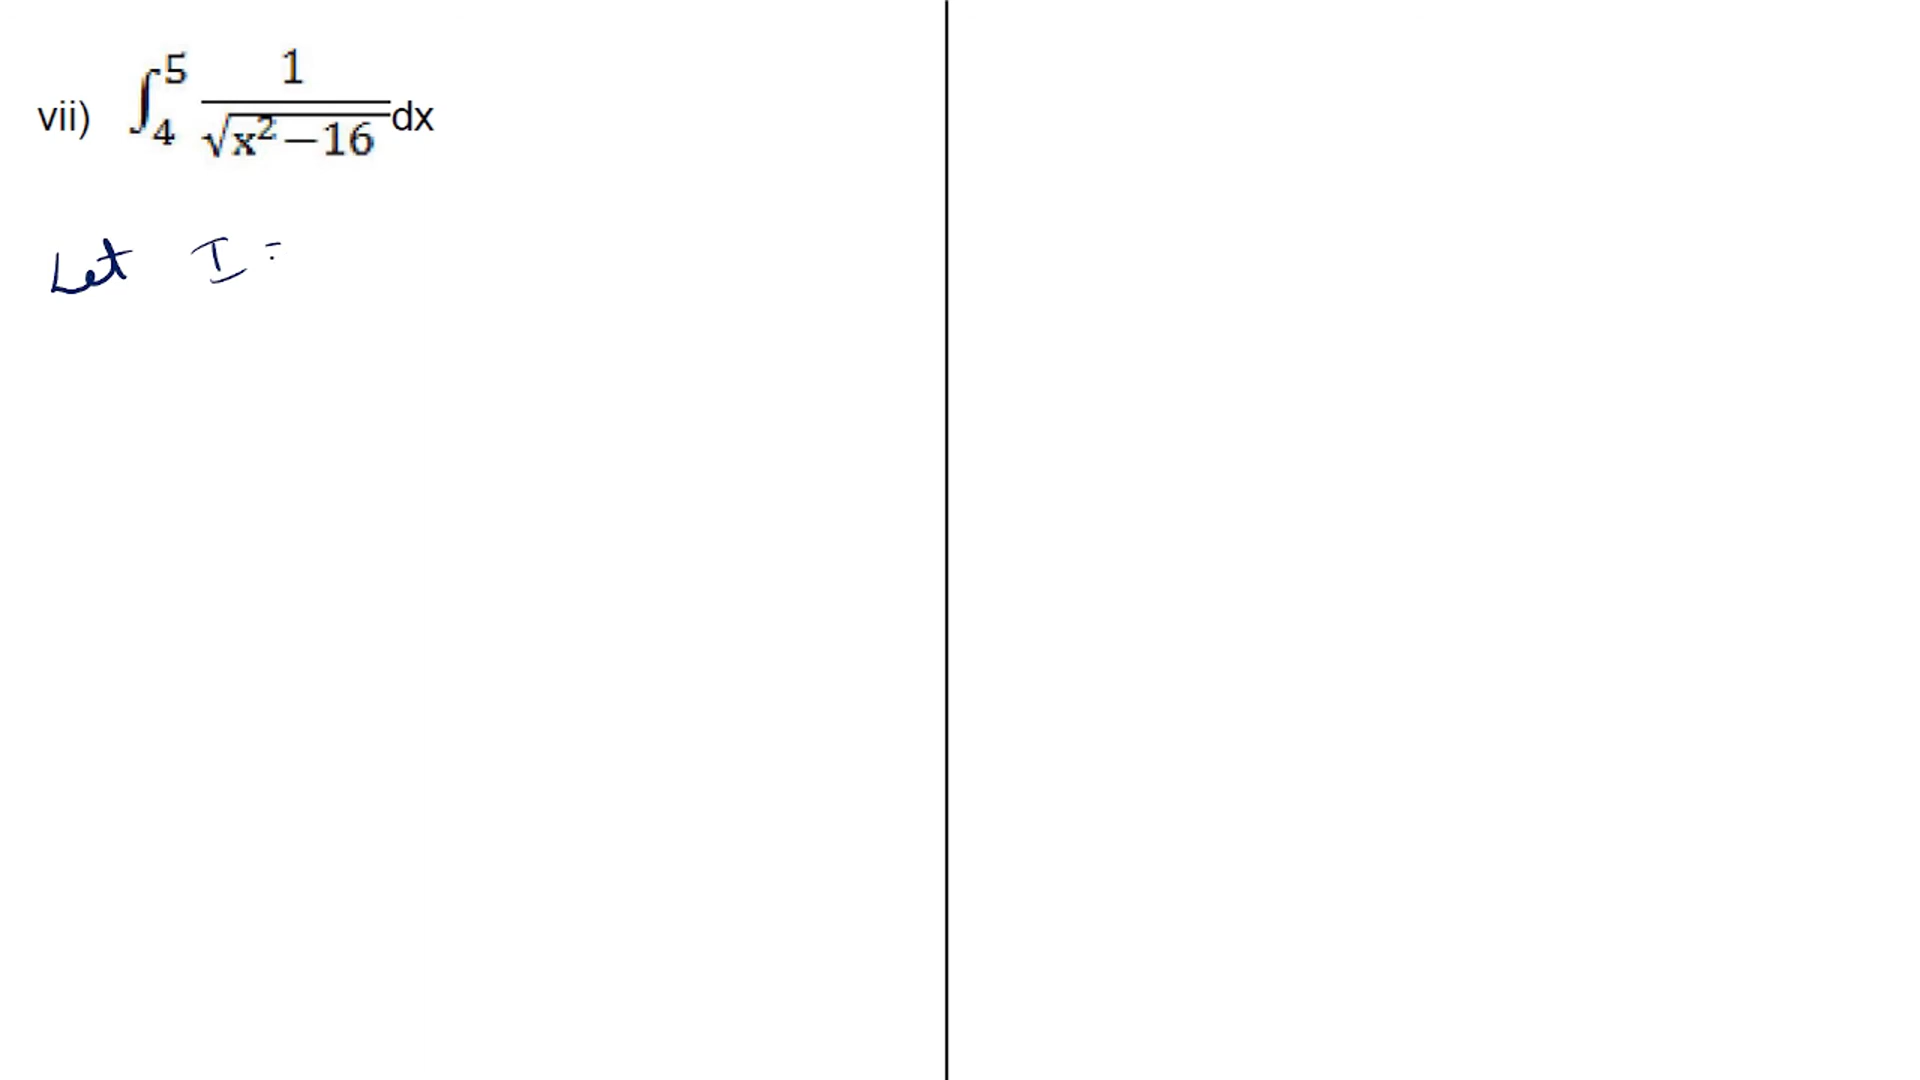 vii) ∫₄⁵ 1/√(x²−16) dx
Let I =